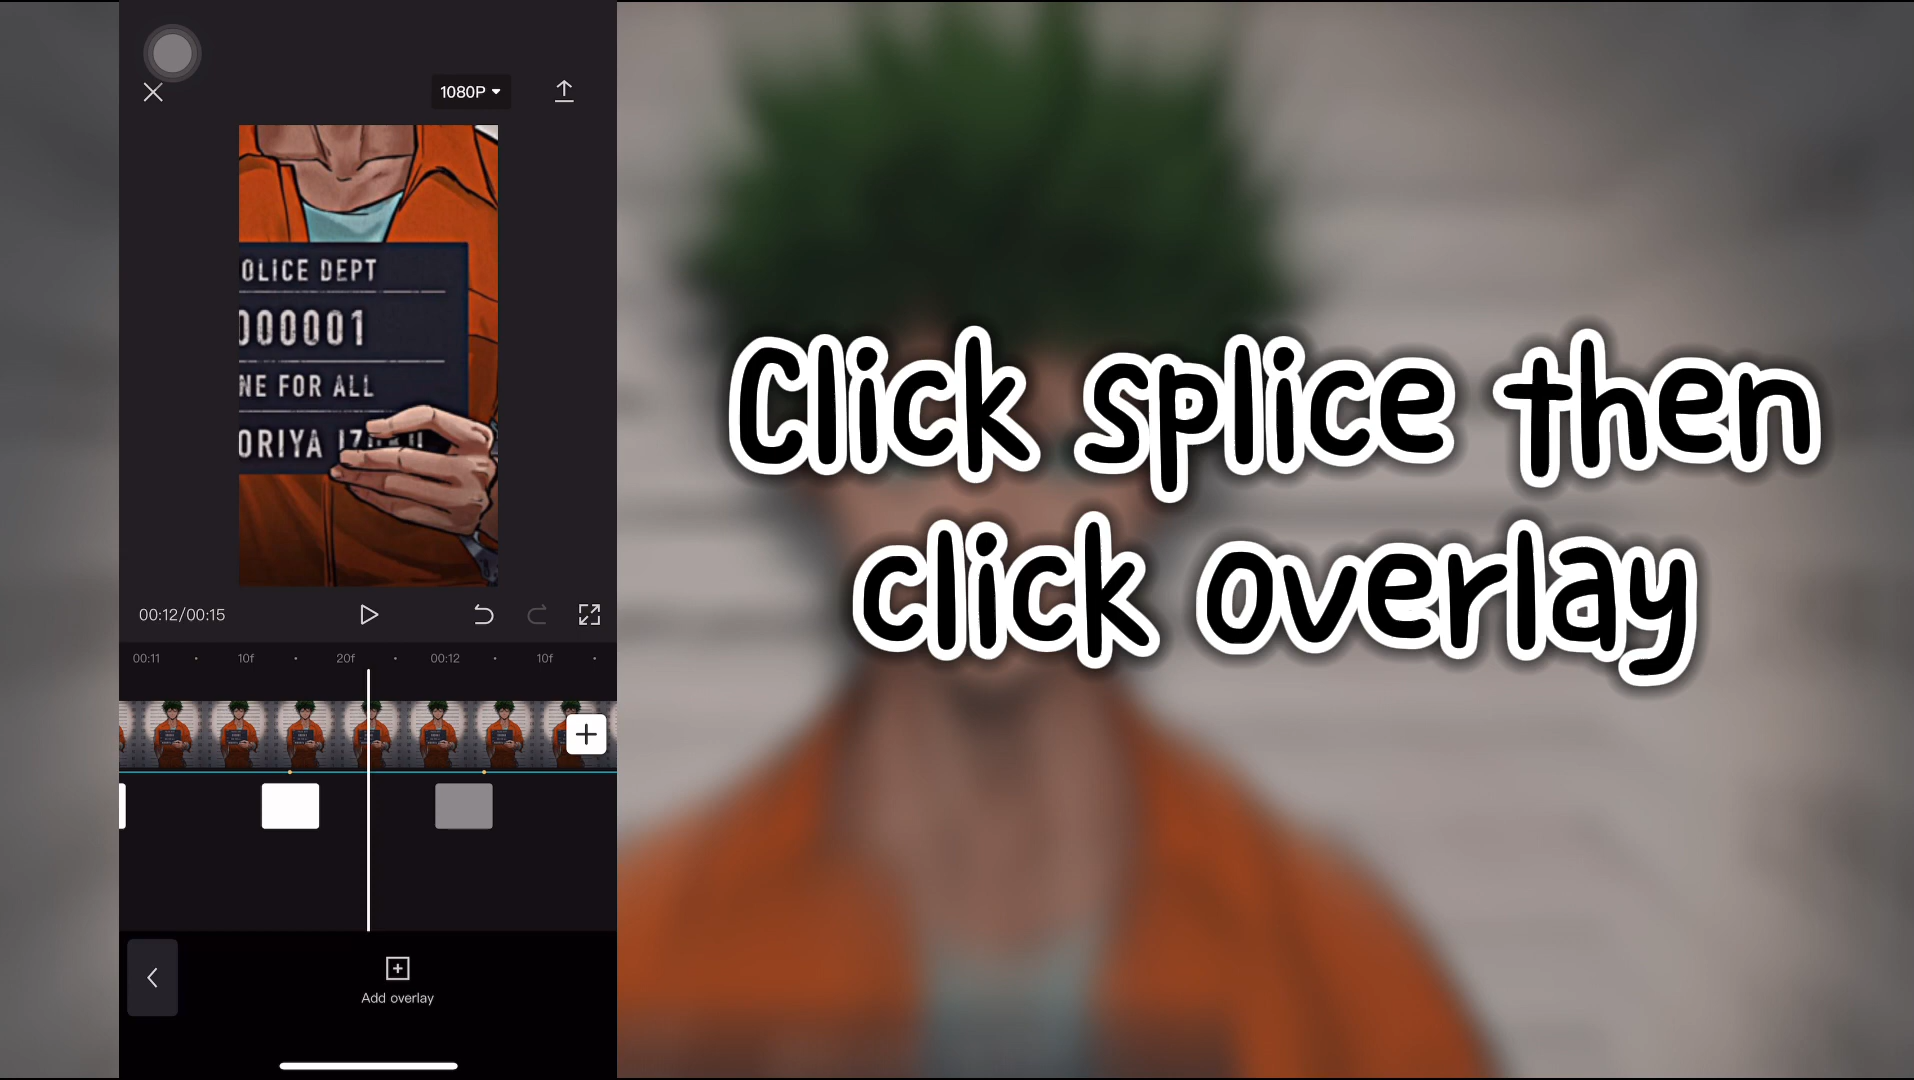 1080P
OLICE DEPT
000001
NE FOR ALL
ORIYA
00:12/00:15
00:11 10f 20f 00:12 10f
Add overlay
Click splice then
click overlay